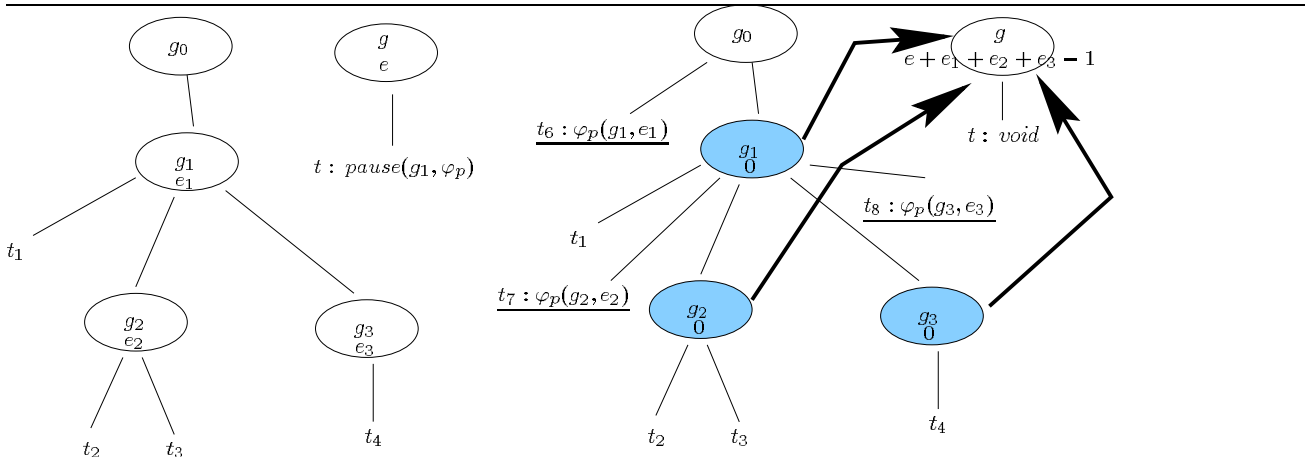 g₀
g
e
g₁
e₁
t : pause(g₁, φₚ)
t₁
g₂
e₂
g₃
e₃
t₂
t₃
t₄
g₀
g
e + e₁ + e₂ + e₃ − 1
t₆ : φₚ(g₁, e₁)
t : void
g₁
0
t₈ : φₚ(g₃, e₃)
t₁
t₇ : φₚ(g₂, e₂)
g₂
0
g₃
0
t₂
t₃
t₄